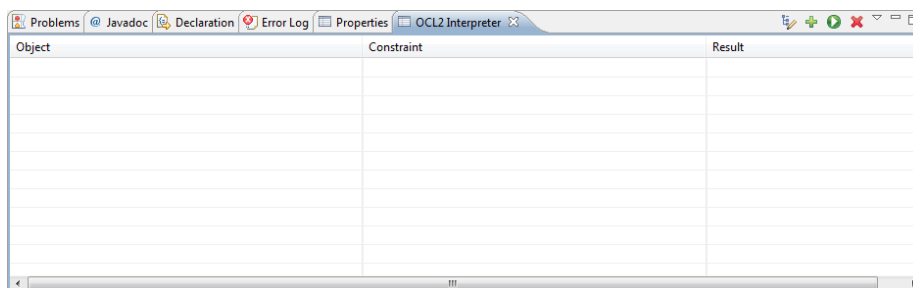 Problems @ Javadoc Declaration Error Log Properties OCL2 Interpreter
Object Constraint Result